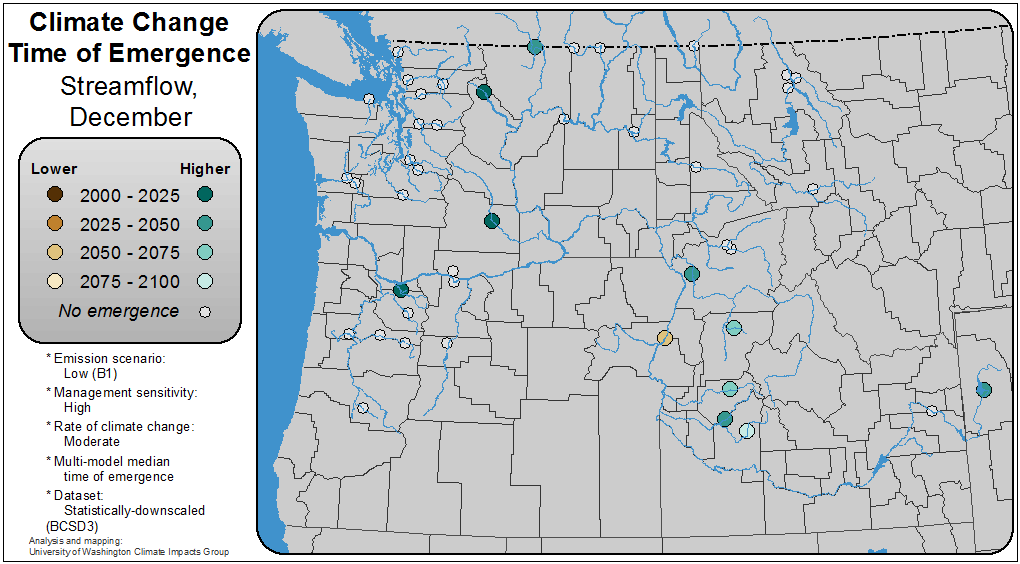 Climate Change
Time of Emergence
Streamflow,
December
Lower Higher
2000 - 2025
2025 - 2050
2050 - 2075
2075 - 2100
No emergence
* Emission scenario:
Low (B1)
* Management sensitivity:
High
* Rate of climate change:
Moderate
* Multi-model median
time of emergence
* Dataset:
Statistically-downscaled
(BCSD3)
Analysis and mapping:
University of Washington Climate Impacts Group